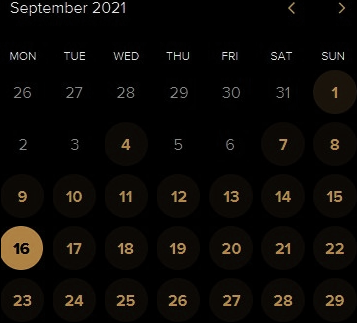 September 2021
MON TUE WED THU FRI SAT SUN
26 27 28 29 30 31 1
2 3 4 5 6 7 8
9 10 11 12 13 14 15
16 17 18 19 20 21 22
23 24 25 26 27 28 29